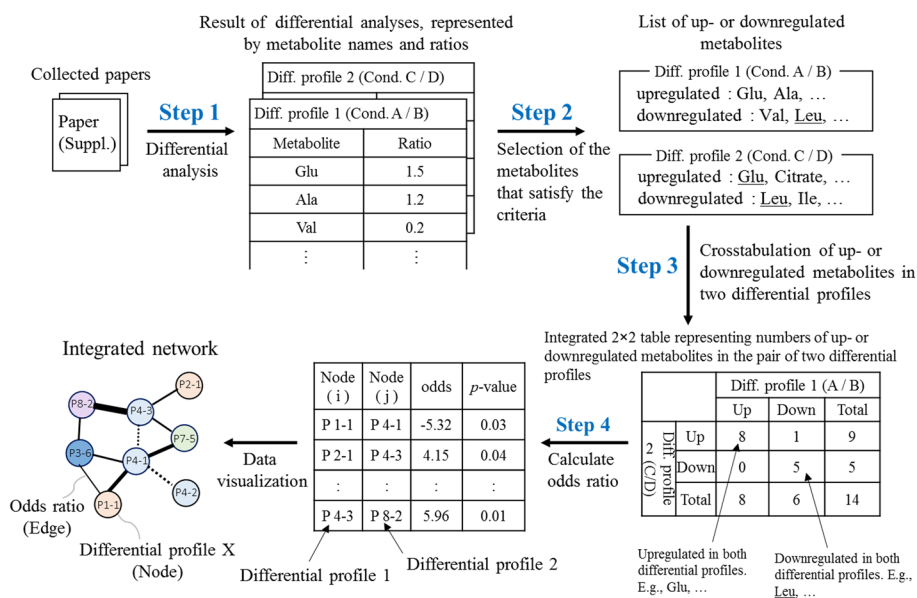 Collected papers
Paper
(Suppl.)
Step 1
Differential
analysis
Result of differential analyses, represented
by metabolite names and ratios
Diff. profile 2 (Cond. C / D)
Diff. profile 1 (Cond. A / B)
Metabolite Ratio
Glu 1.5
Ala 1.2
Val 0.2
⋮ ⋮
Step 2
Selection of the
metabolites
that satisfy the
criteria
List of up- or downregulated
metabolites
Diff. profile 1 (Cond. A / B)
upregulated : Glu, Ala, …
downregulated : Val, Leu, …
Diff. profile 2 (Cond. C / D)
upregulated : Glu, Citrate, …
downregulated : Leu, Ile, …
Step 3
Crosstabulation of up- or
downregulated metabolites in
two differential profiles
Integrated 2×2 table representing numbers of up- or
downregulated metabolites in the pair of two differential
profiles
Diff. profile 1 (A / B)
Up Down Total
Diff. profile
2 (C/D)
Up 8 1 9
Down 0 5 5
Total 8 6 14
Upregulated in both
differential profiles.
E.g., Glu, …
Downregulated in both
differential profiles. E.g.,
Leu, …
Step 4
Calculate
odds ratio
Node
( i )
Node
( j )
odds p-value
P 1-1 P 4-1 -5.32 0.03
P 2-1 P 4-3 4.15 0.04
: : : :
P 4-3 P 8-2 5.96 0.01
Differential profile 1
Differential profile 2
Data
visualization
Integrated network
P2-1
P8-2
P4-3
P7-5
P3-6
P4-1
P4-2
P1-1
Odds ratio
(Edge)
Differential profile X
(Node)